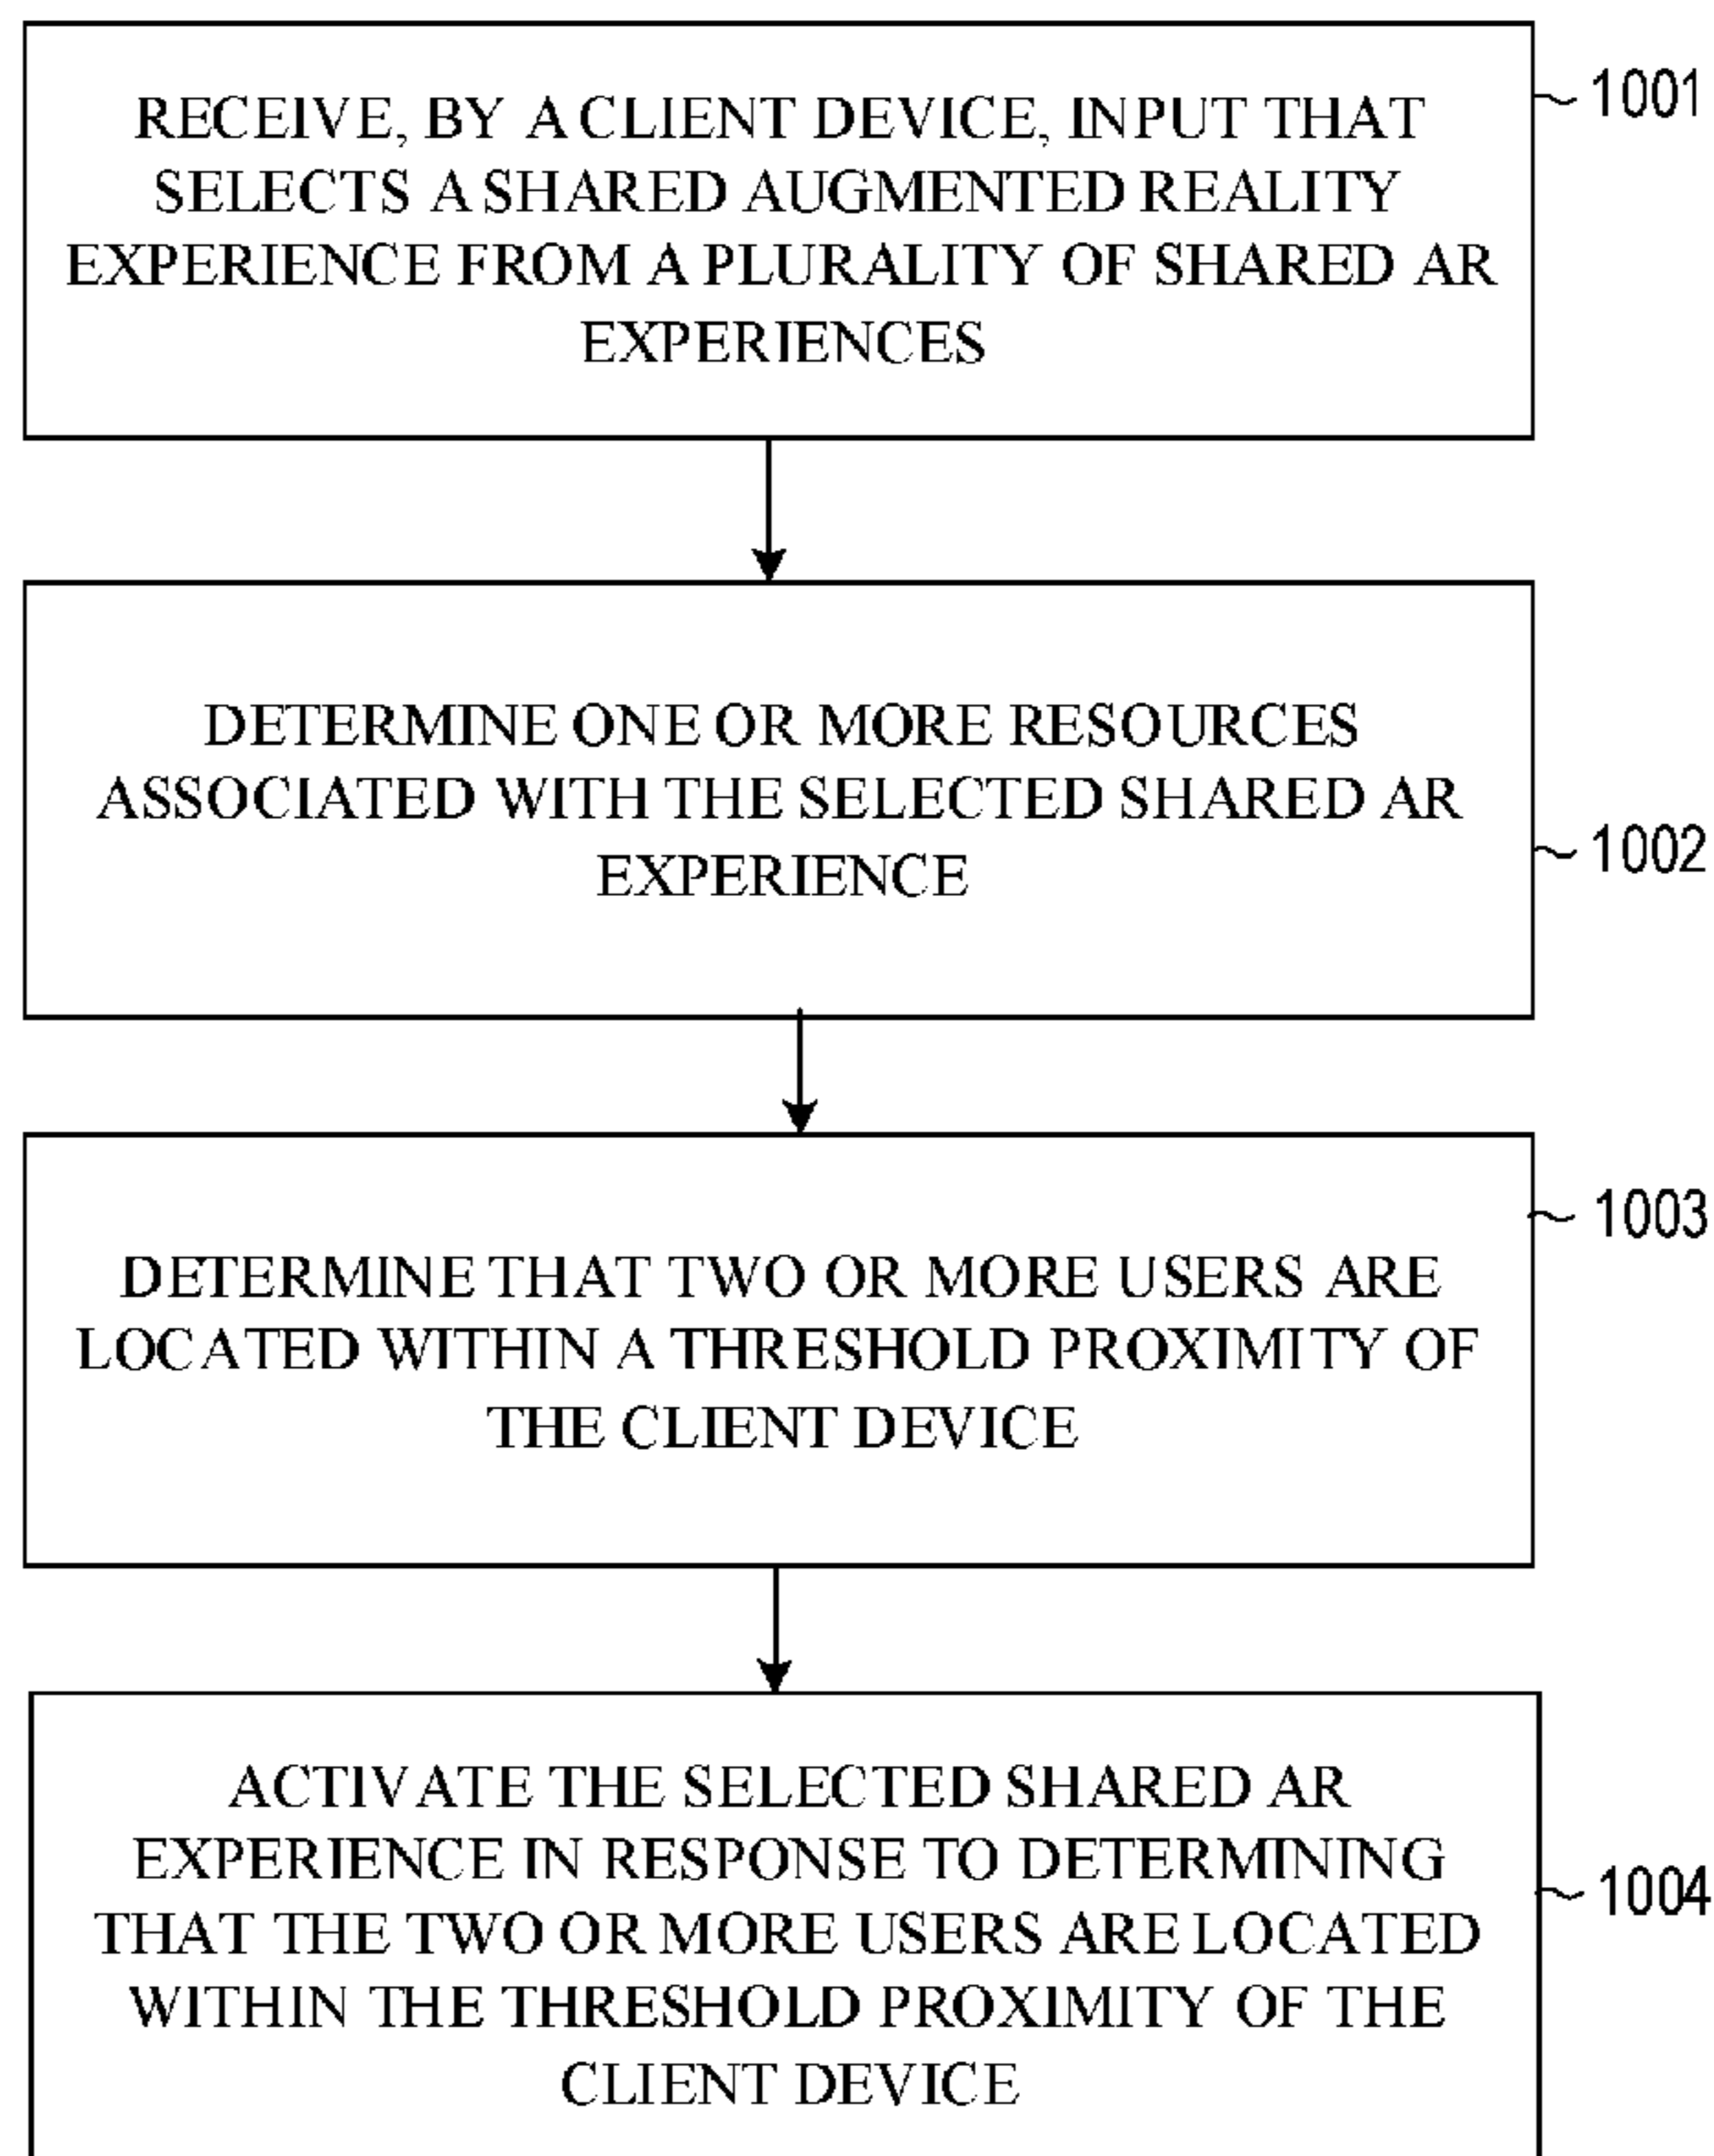 RECEIVE, BY A CLIENT DEVICE, INPUT THAT
SELECTS A SHARED AUGMENTED REALITY
EXPERIENCE FROM A PLURALITY OF SHARED AR
EXPERIENCES
1001
DETERMINE ONE OR MORE RESOURCES
ASSOCIATED WITH THE SELECTED SHARED AR
EXPERIENCE
1002
DETERMINE THAT TWO OR MORE USERS ARE
LOCATED WITHIN A THRESHOLD PROXIMITY OF
THE CLIENT DEVICE
1003
ACTIVATE THE SELECTED SHARED AR
EXPERIENCE IN RESPONSE TO DETERMINING
THAT THE TWO OR MORE USERS ARE LOCATED
WITHIN THE THRESHOLD PROXIMITY OF THE
CLIENT DEVICE
1004